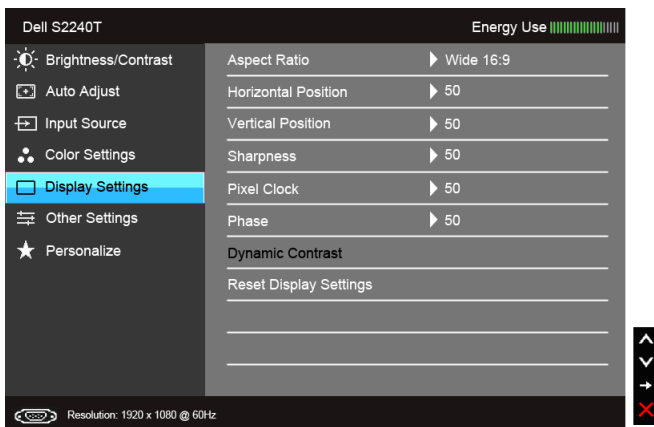 Dell S2240T
Energy Use
Brightness/Contrast
Auto Adjust
Input Source
Color Settings
Display Settings
Other Settings
Personalize
Aspect Ratio Wide 16:9
Horizontal Position 50
Vertical Position 50
Sharpness 50
Pixel Clock 50
Phase 50
Dynamic Contrast
Reset Display Settings
Resolution: 1920 x 1080 @ 60Hz